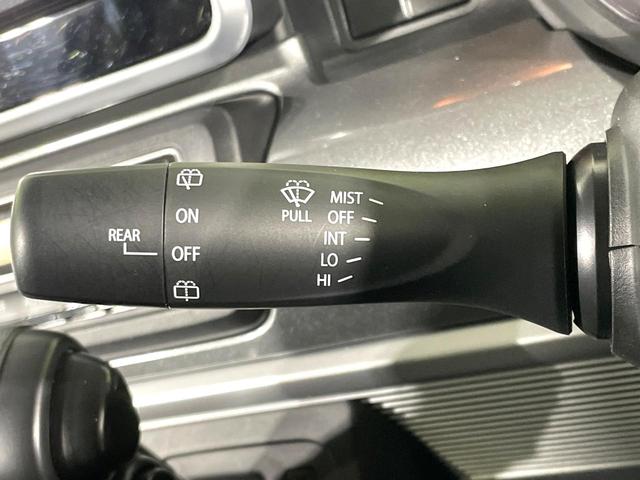 REAR
ON
OFF
PULL
MIST
OFF
INT
LO
HI